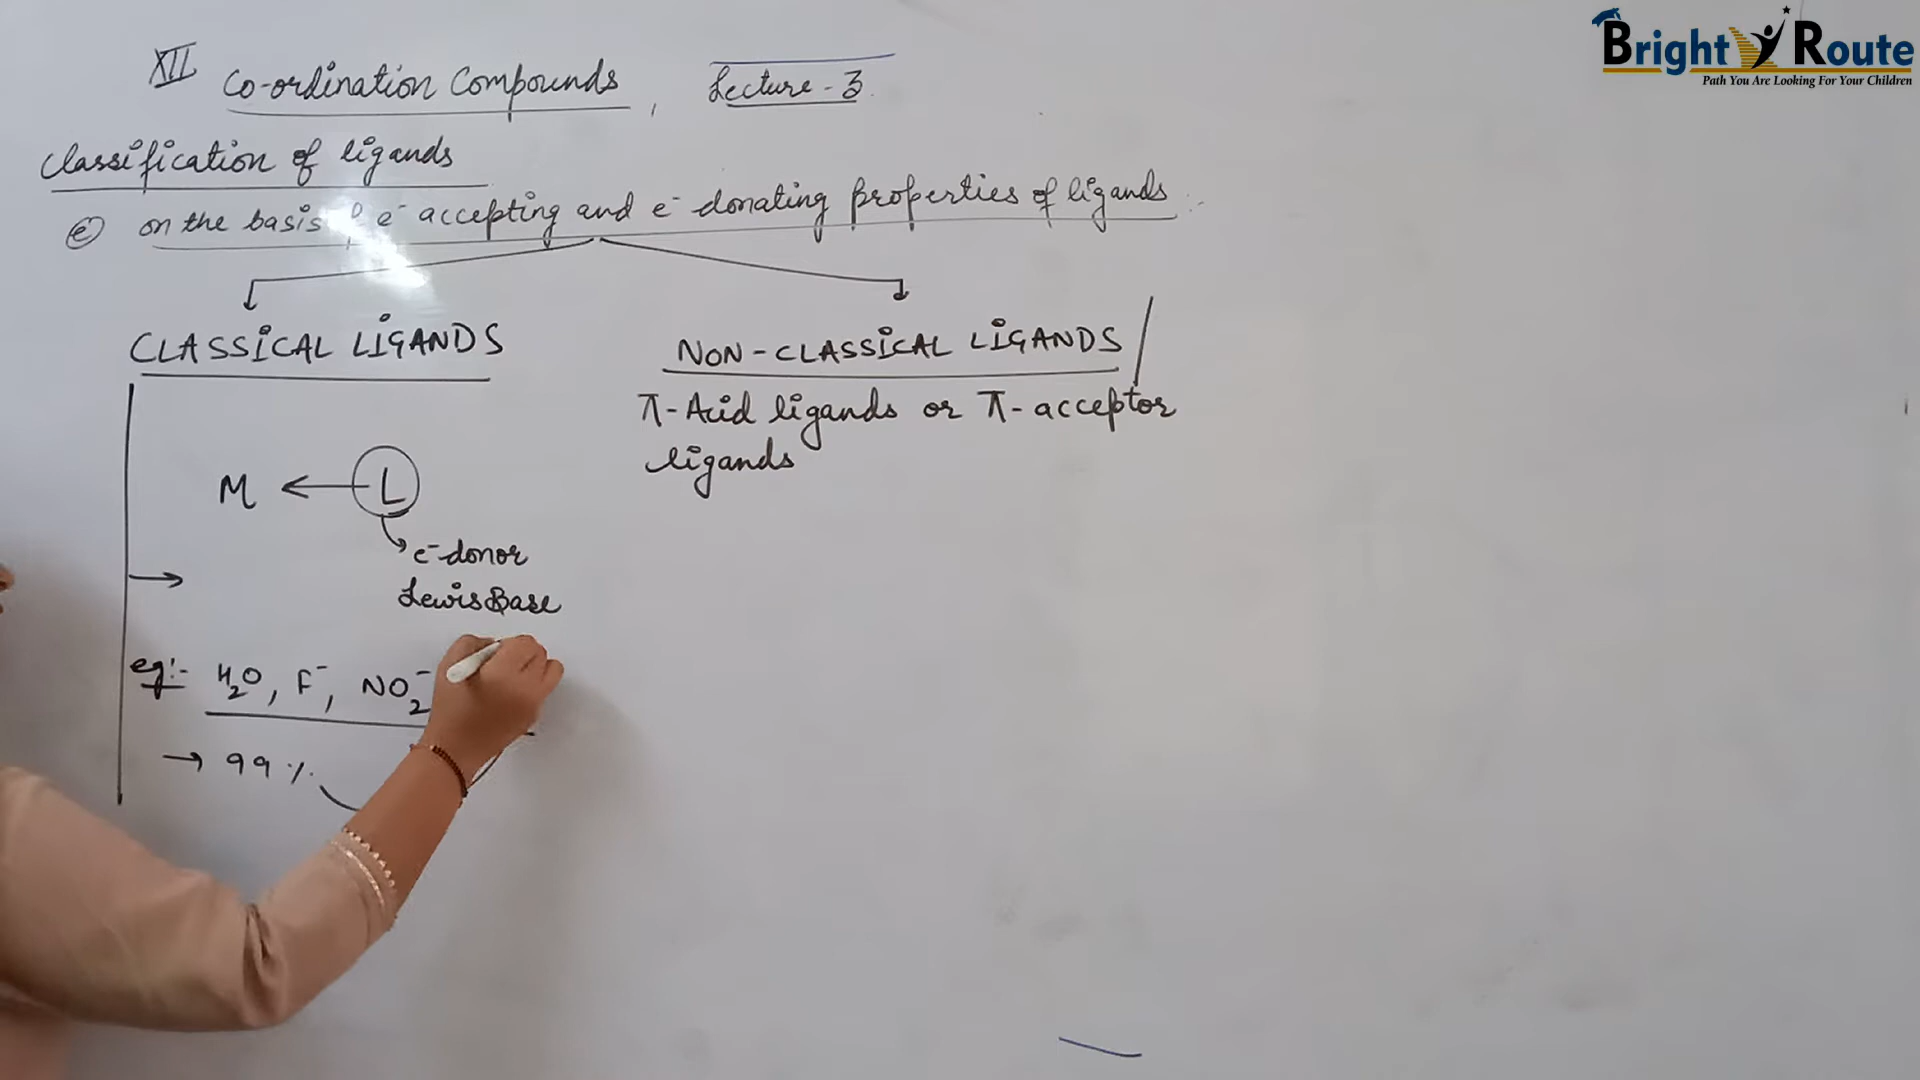 Bright Route
Path You Are Looking For Your Children
XII Co-ordination Compounds, Lecture - 3
Classification of ligands
e) on the basis of e⁻ accepting and e⁻ donating properties of ligands
CLASSICAL LIGANDS
NON-CLASSICAL LIGANDS
π-Acid ligands or π-acceptor
ligands
M ← L
e⁻donor
Lewis Base
→
eg:- H₂O, F⁻, NO₂⁻
→ 99 %